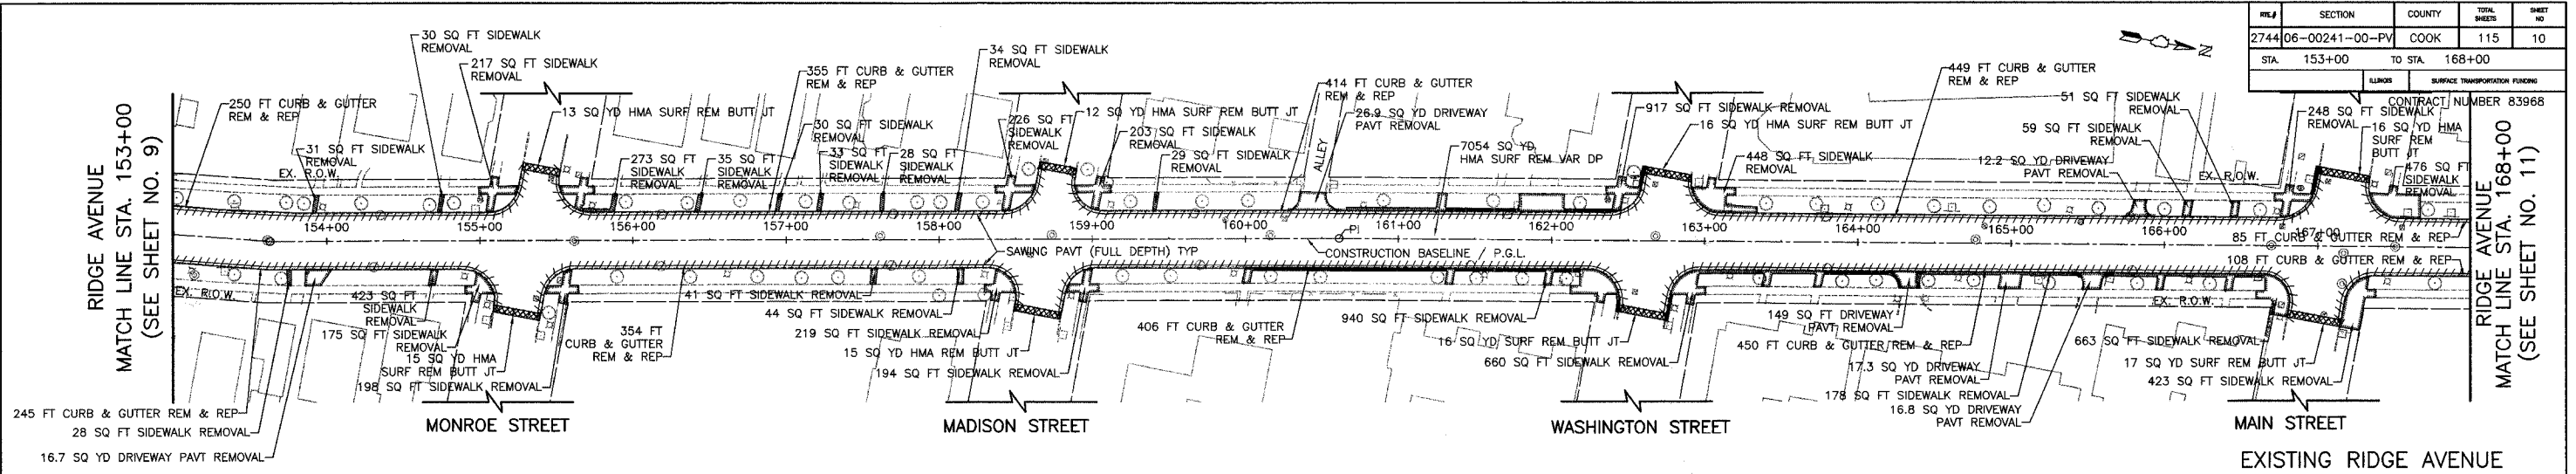 RTE.#
SECTION
COUNTY
TOTAL SHEETS
SHEET NO
2744
06-00241-00-PV
COOK
115
10
STA. 153+00 TO STA. 168+00
ILLINOIS
SURFACE TRANSPORTATION FUNDING
CONTRACT NUMBER 83968
N
RIDGE AVENUE
MATCH LINE STA. 153+00
(SEE SHEET NO. 9)
250 FT CURB & GUTTER
REM & REP
30 SQ FT SIDEWALK
REMOVAL
217 SQ FT SIDEWALK
REMOVAL
31 SQ FT SIDEWALK
REMOVAL
EX. R.O.W.
13 SQ YD HMA SURF REM BUTT JT
273 SQ FT
SIDEWALK
REMOVAL
35 SQ FT
SIDEWALK
REMOVAL
355 FT CURB & GUTTER
REM & REP
30 SQ FT SIDEWALK
REMOVAL
33 SQ FT
SIDEWALK
REMOVAL
28 SQ FT
SIDEWALK
REMOVAL
34 SQ FT SIDEWALK
REMOVAL
226 SQ FT
SIDEWALK
REMOVAL
12 SQ YD HMA SURF REM BUTT JT
203 SQ FT SIDEWALK
REMOVAL
29 SQ FT SIDEWALK
REMOVAL
414 FT CURB & GUTTER
REM & REP
26.9 SQ YD DRIVEWAY
PAVT REMOVAL
ALLEY
7054 SQ YD
HMA SURF REM VAR DP
917 SQ FT SIDEWALK REMOVAL
16 SQ YD HMA SURF REM BUTT JT
448 SQ FT SIDEWALK
REMOVAL
449 FT CURB & GUTTER
REM & REP
51 SQ FT SIDEWALK
REMOVAL
59 SQ FT SIDEWALK
REMOVAL
12.2 SQ YD DRIVEWAY
PAVT REMOVAL
EX. R.O.W.
248 SQ FT SIDEWALK
REMOVAL
16 SQ YD HMA
SURF REM
BUTT JT
476 SQ FT
SIDEWALK
REMOVAL
154+00
155+00
156+00
157+00
158+00
159+00
160+00
161+00
162+00
163+00
164+00
165+00
166+00
167+00
PI
SAWING PAVT (FULL DEPTH) TYP
CONSTRUCTION BASELINE / P.G.L.
85 FT CURB & GUTTER REM & REP
108 FT CURB & GUTTER REM & REP
EX. R.O.W.
423 SQ FT
SIDEWALK
REMOVAL
175 SQ FT SIDEWALK
REMOVAL
15 SQ YD HMA
SURF REM BUTT JT
198 SQ FT SIDEWALK REMOVAL
354 FT
CURB & GUTTER
REM & REP
41 SQ FT SIDEWALK REMOVAL
44 SQ FT SIDEWALK REMOVAL
219 SQ FT SIDEWALK REMOVAL
15 SQ YD HMA REM BUTT JT
194 SQ FT SIDEWALK REMOVAL
406 FT CURB & GUTTER
REM & REP
940 SQ FT SIDEWALK REMOVAL
16 SQ YD SURF REM BUTT JT
660 SQ FT SIDEWALK REMOVAL
149 SQ FT DRIVEWAY
PAVT REMOVAL
450 FT CURB & GUTTER REM & REP
17.3 SQ YD DRIVEWAY
PAVT REMOVAL
178 SQ FT SIDEWALK REMOVAL
16.8 SQ YD DRIVEWAY
PAVT REMOVAL
EX. R.O.W.
663 SQ FT SIDEWALK REMOVAL
17 SQ YD SURF REM BUTT JT
423 SQ FT SIDEWALK REMOVAL
245 FT CURB & GUTTER REM & REP
28 SQ FT SIDEWALK REMOVAL
16.7 SQ YD DRIVEWAY PAVT REMOVAL
MONROE STREET
MADISON STREET
WASHINGTON STREET
MAIN STREET
RIDGE AVENUE
MATCH LINE STA. 168+00
(SEE SHEET NO. 11)
EXISTING RIDGE AVENUE